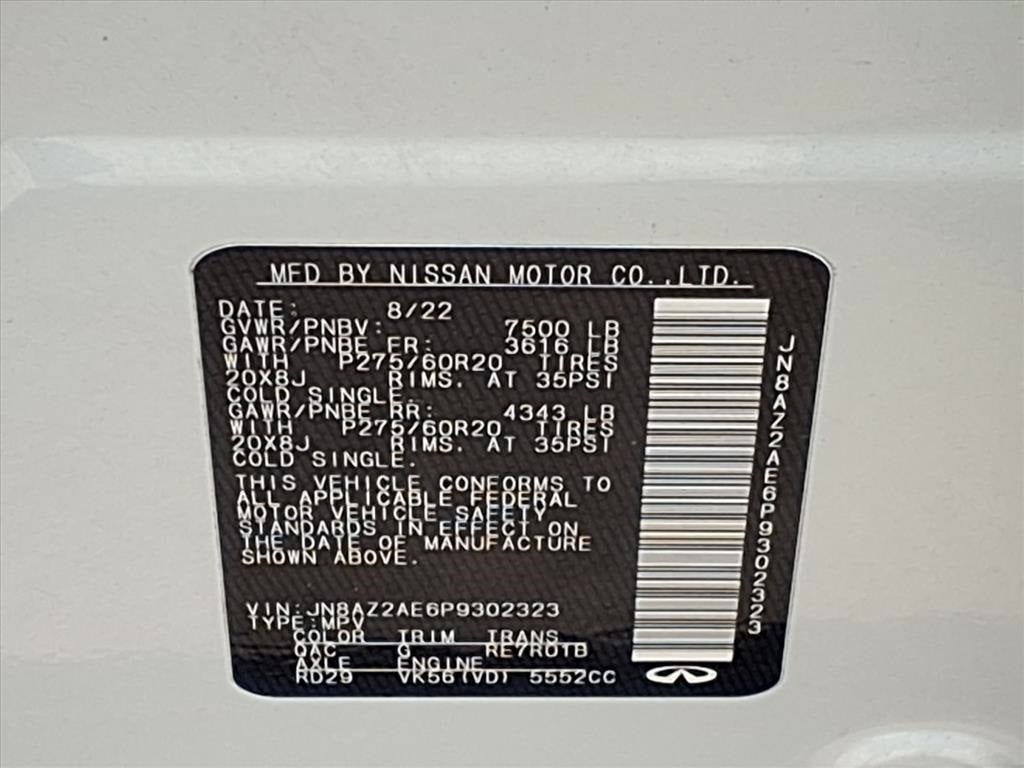 MFD BY NISSAN MOTOR CO.,LTD.
DATE: 8/22
GVWR/PNBV: 7500 LB
GAWR/PNBE FR: 3616 LB
WITH P275/60R20 TIRES
20X8J RIMS. AT 35PSI
COLD SINGLE.
GAWR/PNBE RR: 4343 LB
WITH P275/60R20 TIRES
20X8J RIMS. AT 35PSI
COLD SINGLE.
THIS VEHICLE CONFORMS TO
ALL APPLICABLE FEDERAL
MOTOR VEHICLE SAFETY
STANDARDS IN EFFECT ON
THE DATE OF MANUFACTURE
SHOWN ABOVE.
VIN:JN8AZ2AE6P9302323
TYPE:MPV
COLOR TRIM TRANS
QAC G RE7R01B
AXLE ENGINE
RD29 VK56(VD) 5552CC
JN8AZ2AE6P9302323